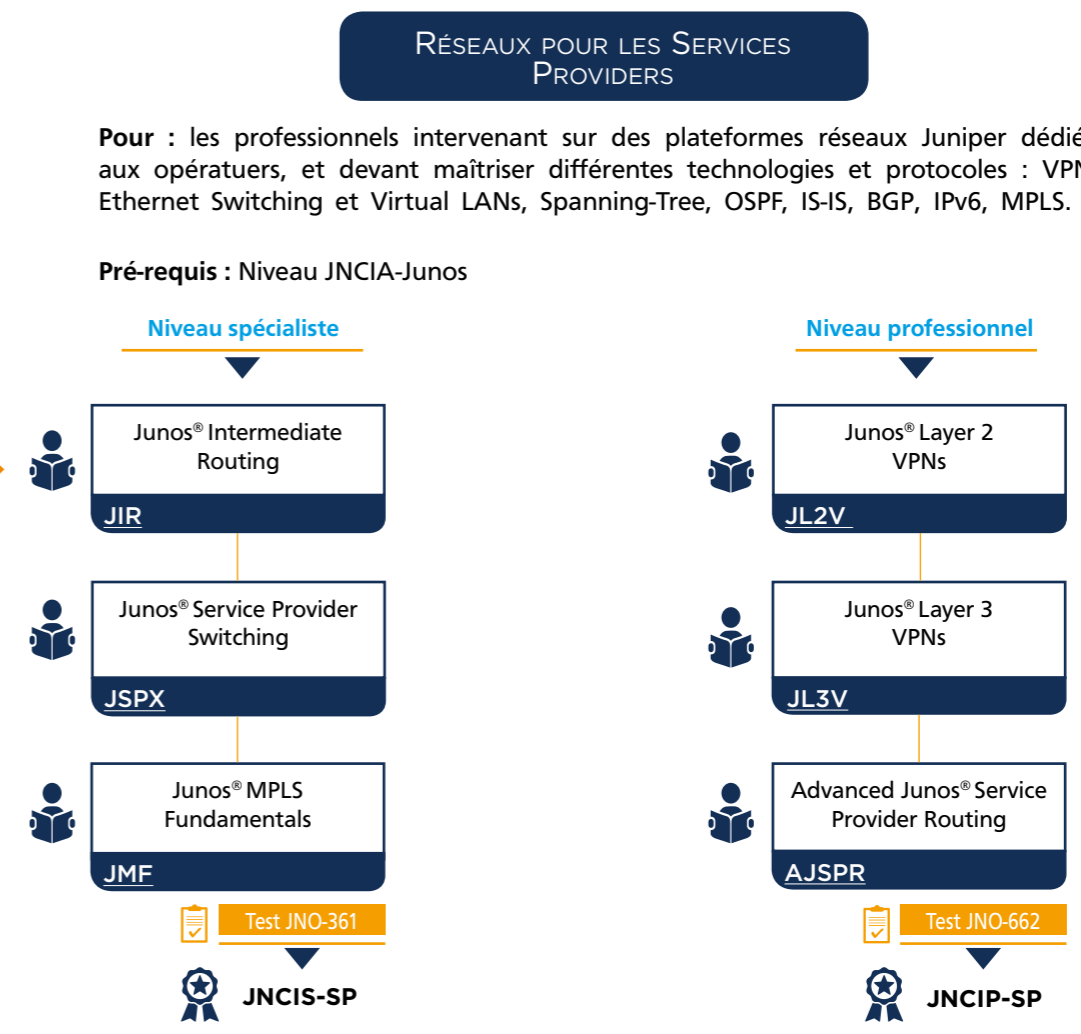 RÉSEAUX POUR LES SERVICES
PROVIDERS
Pour : les professionnels intervenant sur des plateformes réseaux Juniper dédié
aux opératuers, et devant maîtriser différentes technologies et protocoles : VPN
Ethernet Switching et Virtual LANs, Spanning-Tree, OSPF, IS-IS, BGP, IPv6, MPLS.
Pré-requis : Niveau JNCIA-Junos
Niveau spécialiste
Junos® Intermediate
Routing
JIR
Junos® Service Provider
Switching
JSPX
Junos® MPLS
Fundamentals
JMF
Test JNO-361
JNCIS-SP
Niveau professionnel
Junos® Layer 2
VPNs
JL2V
Junos® Layer 3
VPNs
JL3V
Advanced Junos® Service
Provider Routing
AJSPR
Test JNO-662
JNCIP-SP